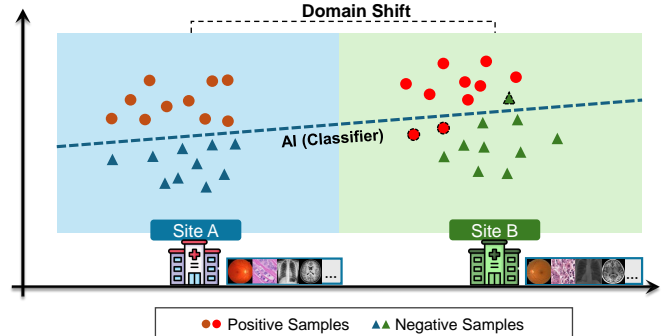 Domain Shift
AI (Classifier)
Site A
Site B
...
...
Positive Samples
Negative Samples